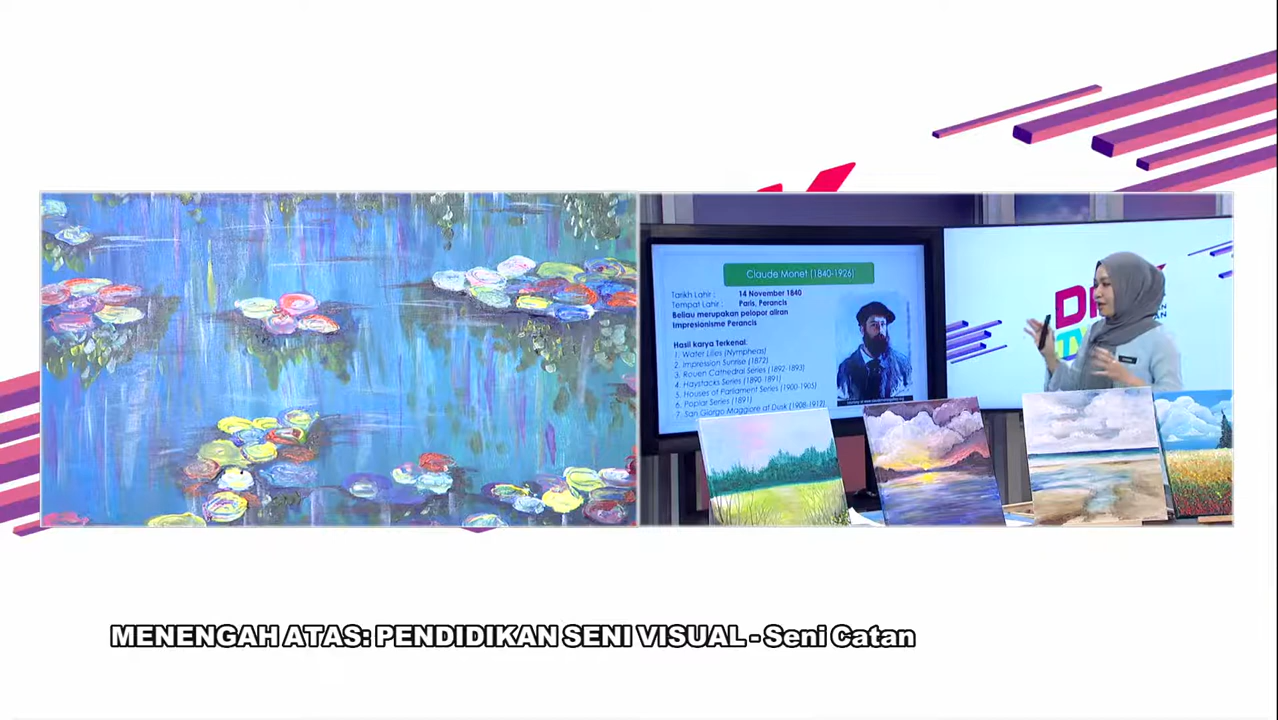 Claude Monet (1840-1926)
Tarikh Lahir : 14 November 1840
Tempat Lahir : Paris, Perancis
Beliau merupakan pelopor aliran
Impresionisme Perancis
Hasil karya Terkenal:
1. Water Lilies (Nympheas)
2. Impression Sunrise (1872)
3. Rouen Cathedral Series (1892-1893)
4. Haystacks Series (1890-1891)
5. Houses of Parliament Series (1900-1905)
6. Poplar Series (1891)
7. San Giorgo Maggiore at Dusk (1908-1912)
MENENGAH ATAS: PENDIDIKAN SENI VISUAL - Seni Catan